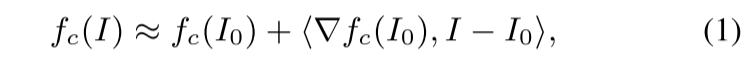 f_c(I) ≈ f_c(I_0) + ⟨∇f_c(I_0), I − I_0⟩, (1)